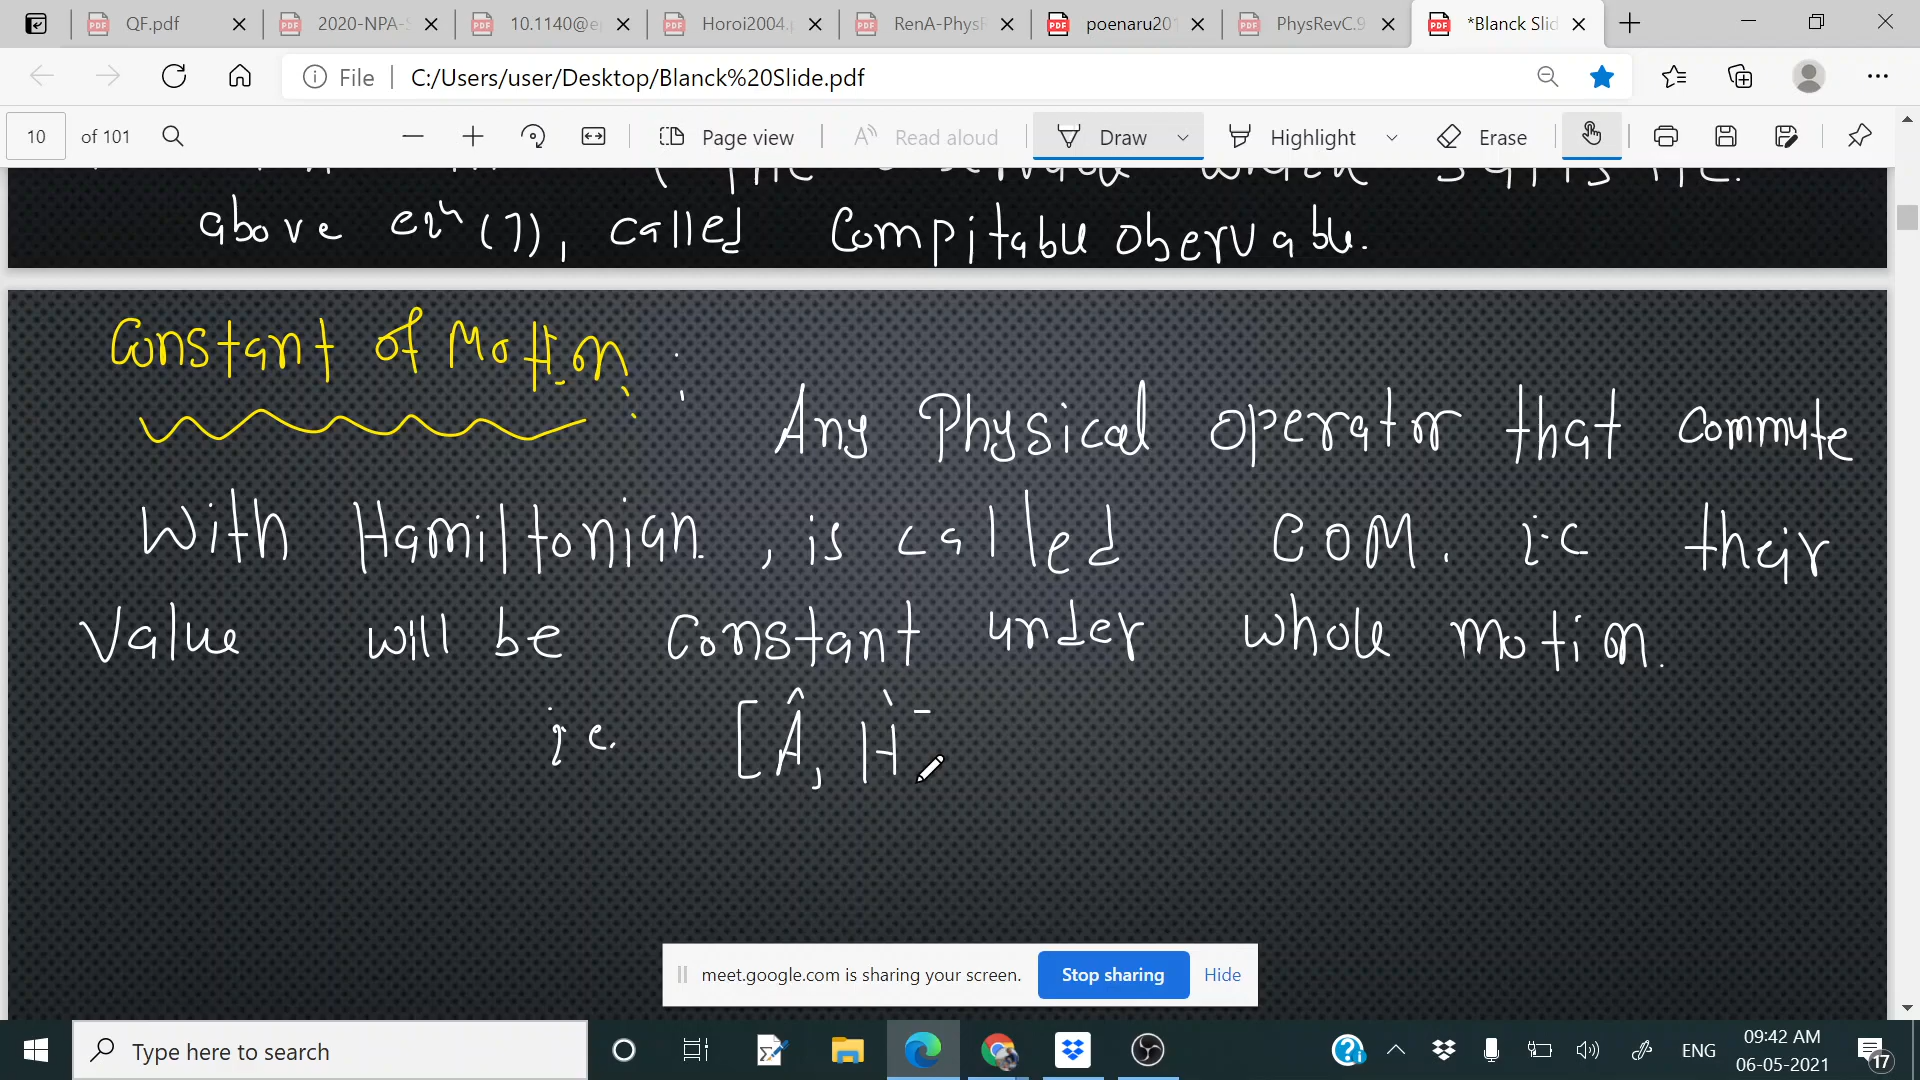 QF.pdf
2020-NPA-S
10.1140@e
Horoi2004.
RenA-PhysR
poenaru201
PhysRevC.9
*Blanck Slid
File C:/Users/user/Desktop/Blanck%20Slide.pdf
10 of 101 Page view Read aloud Draw Highlight Erase
above eqn (7), called Compitable observable.
Constant of Motion :
Any Physical operator that commute
With Hamiltonian, is called COM. i.e their
Value will be Constant under whole motion.
i.e. [Â, Ĥ
meet.google.com is sharing your screen. Stop sharing Hide
Type here to search
ENG
09:42 AM
06-05-2021
17